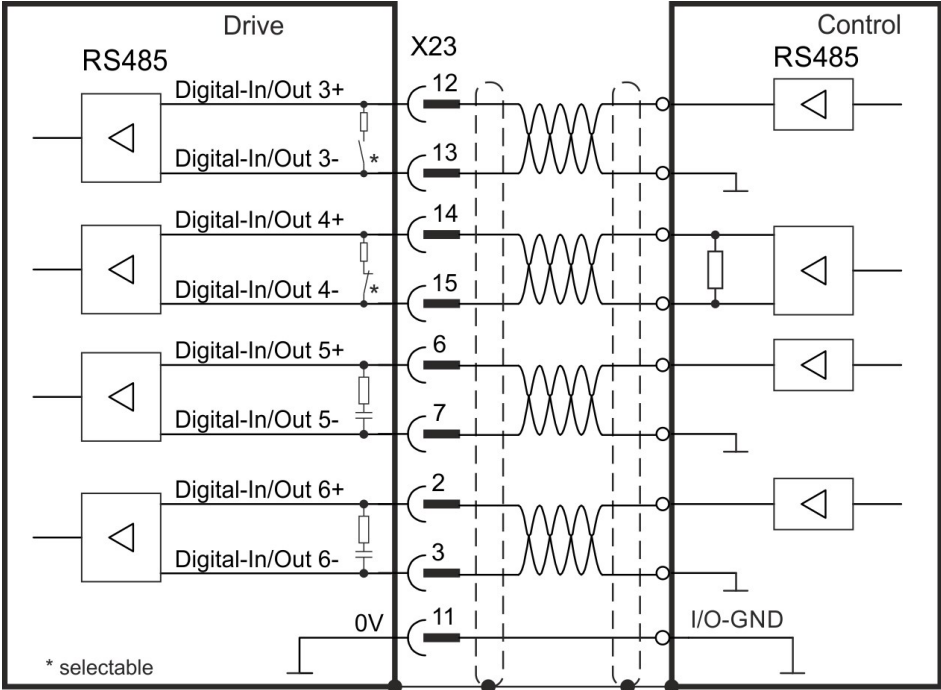 Drive
Control
RS485
X23
RS485
Digital-In/Out 3+
12
Digital-In/Out 3-
*
13
Digital-In/Out 4+
14
Digital-In/Out 4-
*
15
Digital-In/Out 5+
6
Digital-In/Out 5-
7
Digital-In/Out 6+
2
Digital-In/Out 6-
3
0V
11
I/O-GND
* selectable